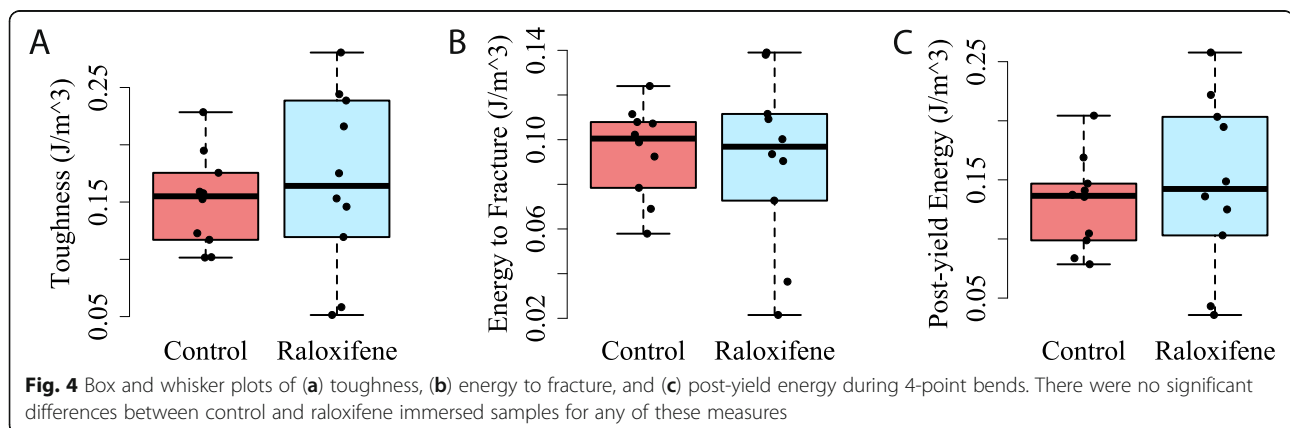 A
B
C
Toughness (J/m^3)
0.05
0.15
0.25
Control
Raloxifene
Energy to Fracture (J/m^3)
0.02
0.06
0.10
0.14
Control
Raloxifene
Post-yield Energy (J/m^3)
0.05
0.15
0.25
Control
Raloxifene
Fig. 4 Box and whisker plots of (a) toughness, (b) energy to fracture, and (c) post-yield energy during 4-point bends. There were no significant
differences between control and raloxifene immersed samples for any of these measures